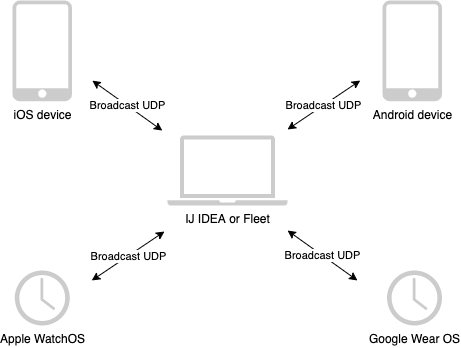 iOS device
Android device
Broadcast UDP
Broadcast UDP
IJ IDEA or Fleet
Broadcast UDP
Broadcast UDP
Apple WatchOS
Google Wear OS